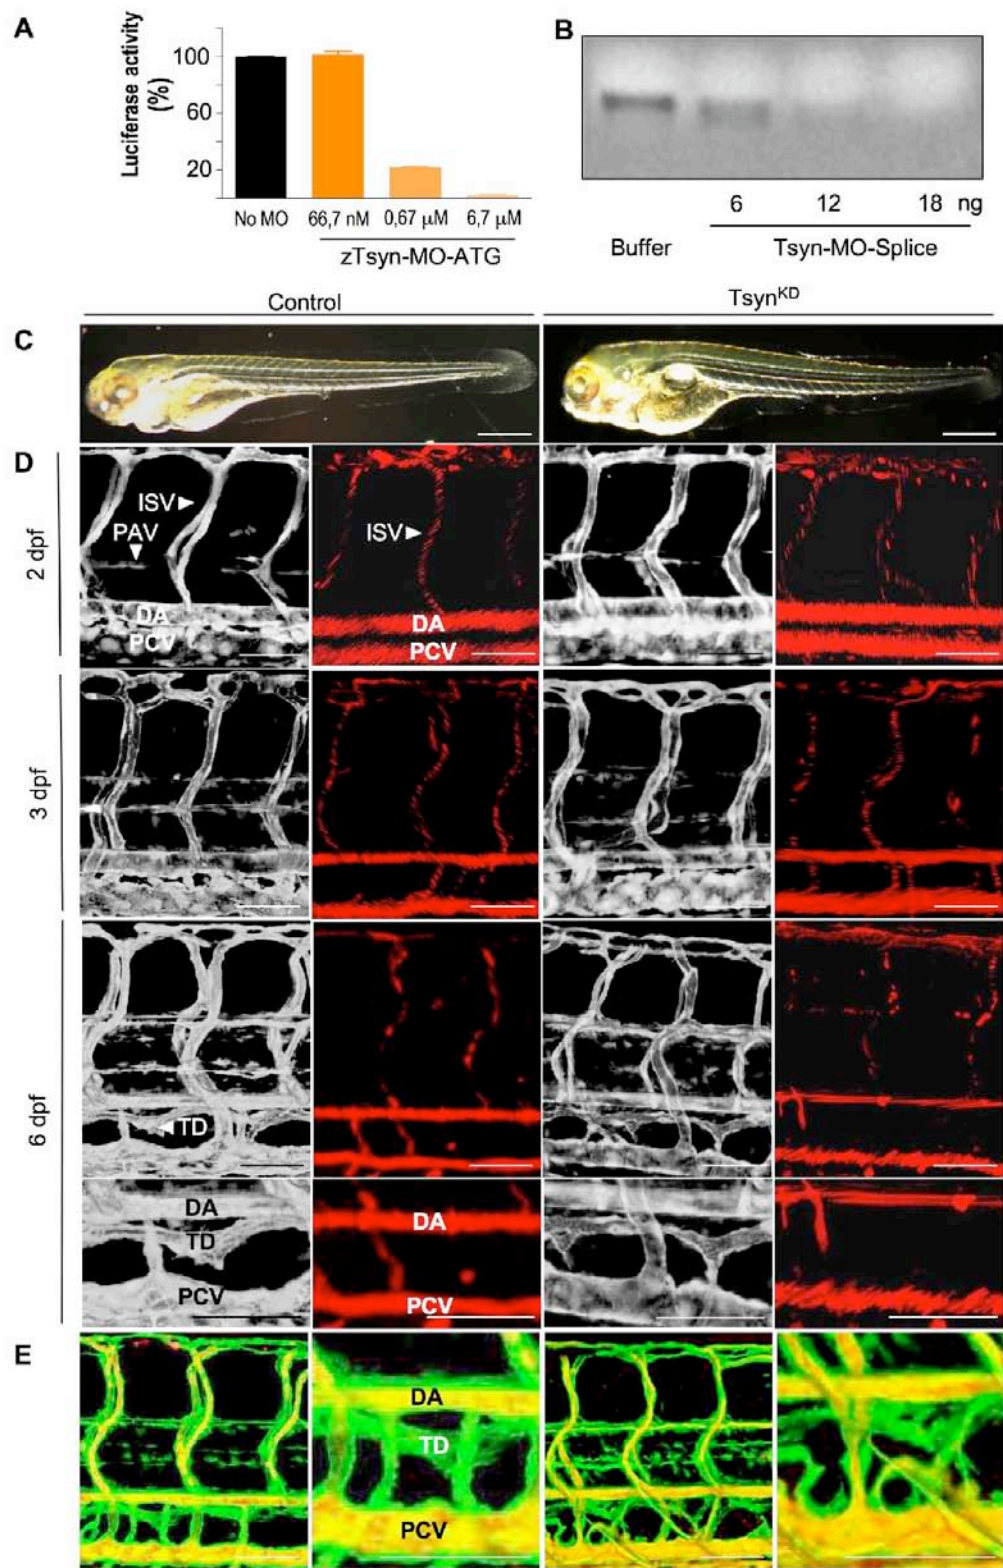 A
Luciferase activity
(%)
100
60
20
No MO
66,7 nM
0,67 µM
6,7 µM
zTsyn-MO-ATG
B
6
12
18 ng
Buffer
Tsyn-MO-Splice
Control
TsynKD
C
D
2 dpf
ISV
PAV
DA
PCV
ISV
DA
PCV
3 dpf
6 dpf
TD
DA
TD
PCV
DA
PCV
E
DA
TD
PCV